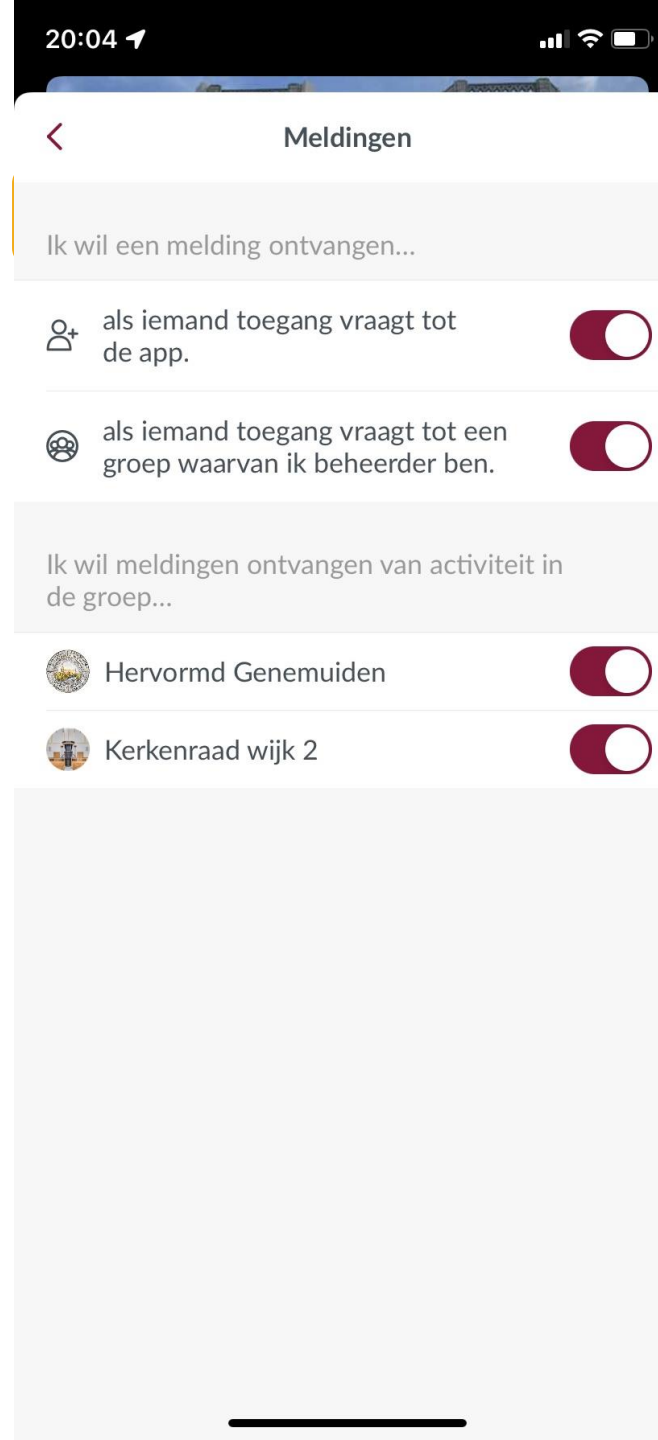 20:04
Meldingen
Ik wil een melding ontvangen...
als iemand toegang vraagt tot
de app.
als iemand toegang vraagt tot een
groep waarvan ik beheerder ben.
Ik wil meldingen ontvangen van activiteit in
de groep...
Hervormd Genemuiden
Kerkenraad wijk 2